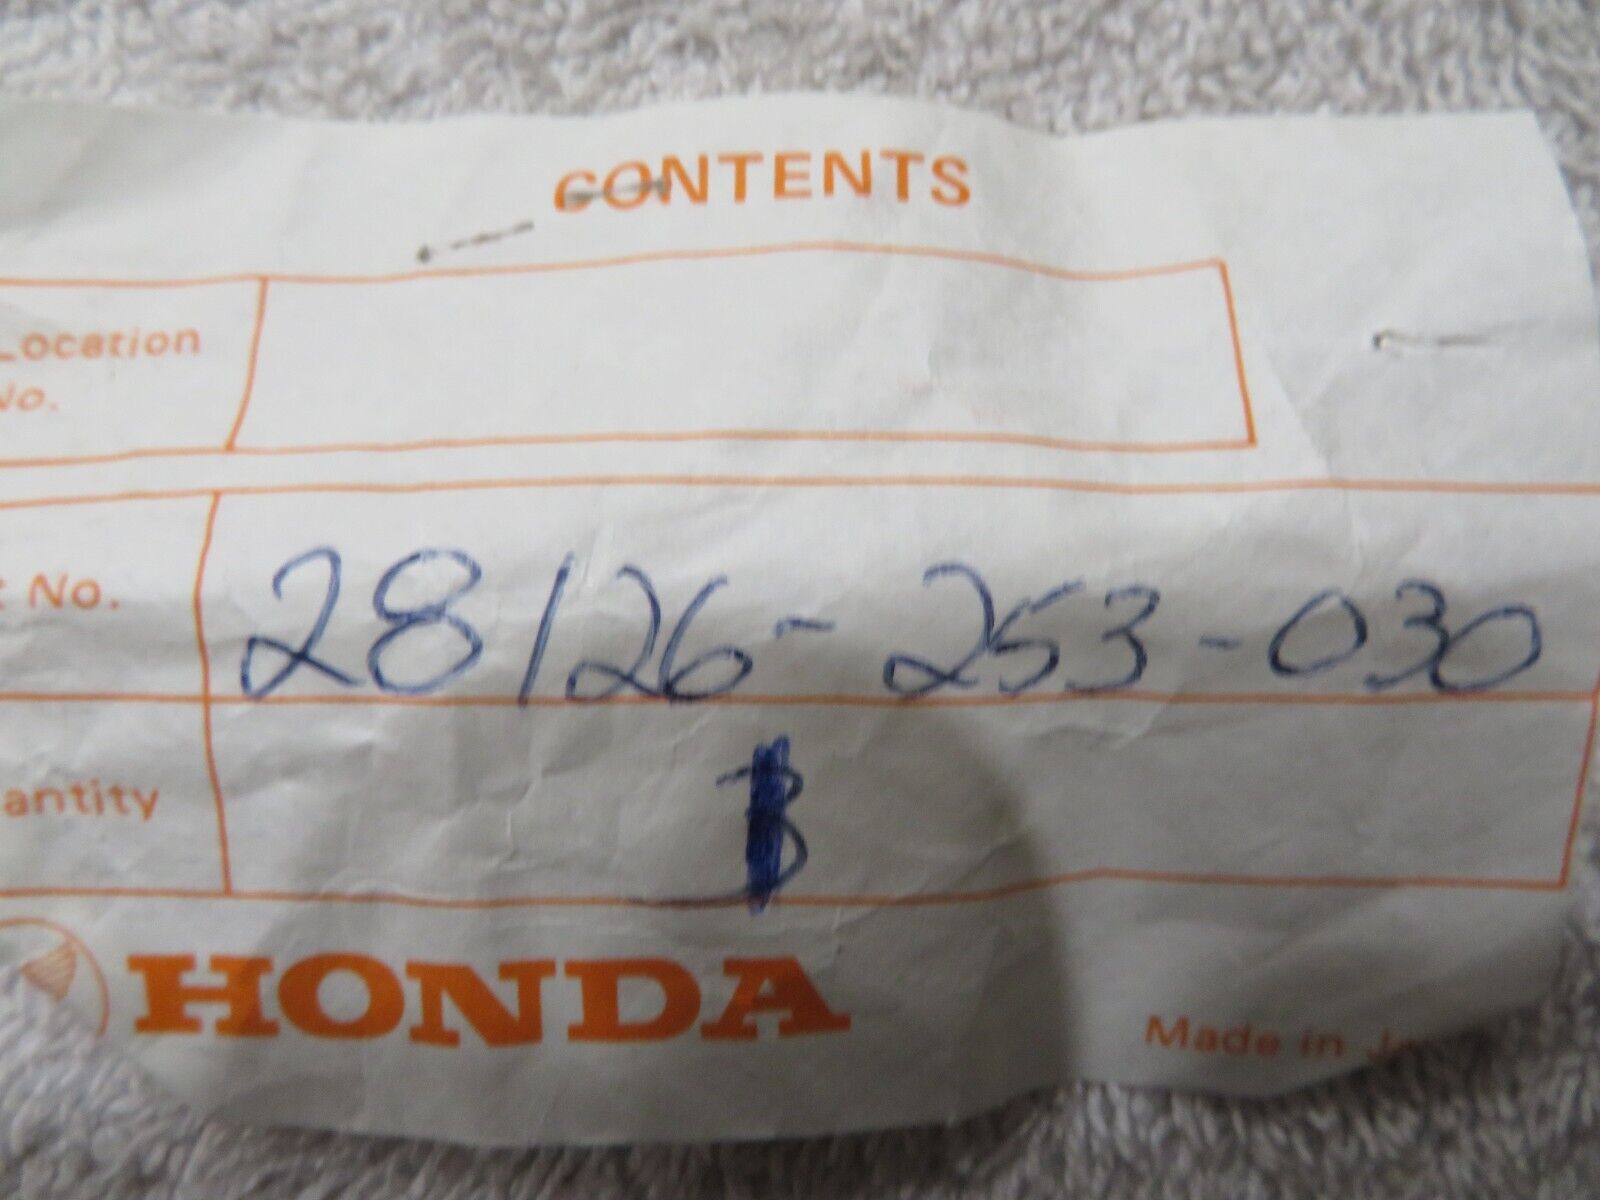 CONTENTS
Location
No.
No. 28126-253-030
antity 1
HONDA
Made in